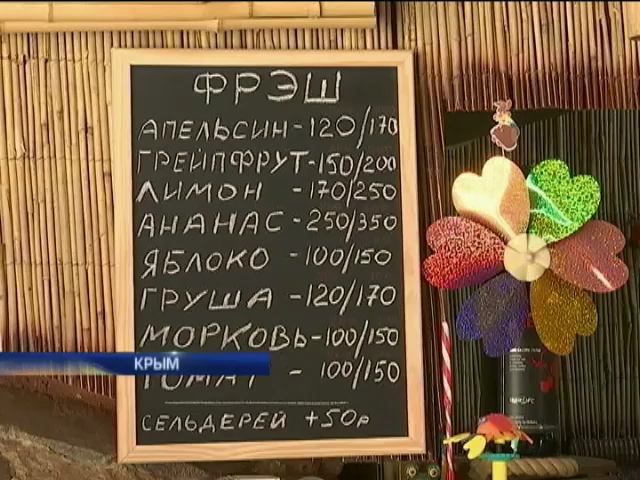 ФРЭШ
АПЕЛЬСИН-120/170
ГРЕЙПФРУТ-150/200
ЛИМОН -170/250
АНАНАС -250/350
ЯБЛОКО -100/150
ГРУША -120/170
МОРКОВЬ-100/150
КРЫМ
ТОМАТ - 100/150
СЕЛЬДЕРЕЙ +50р